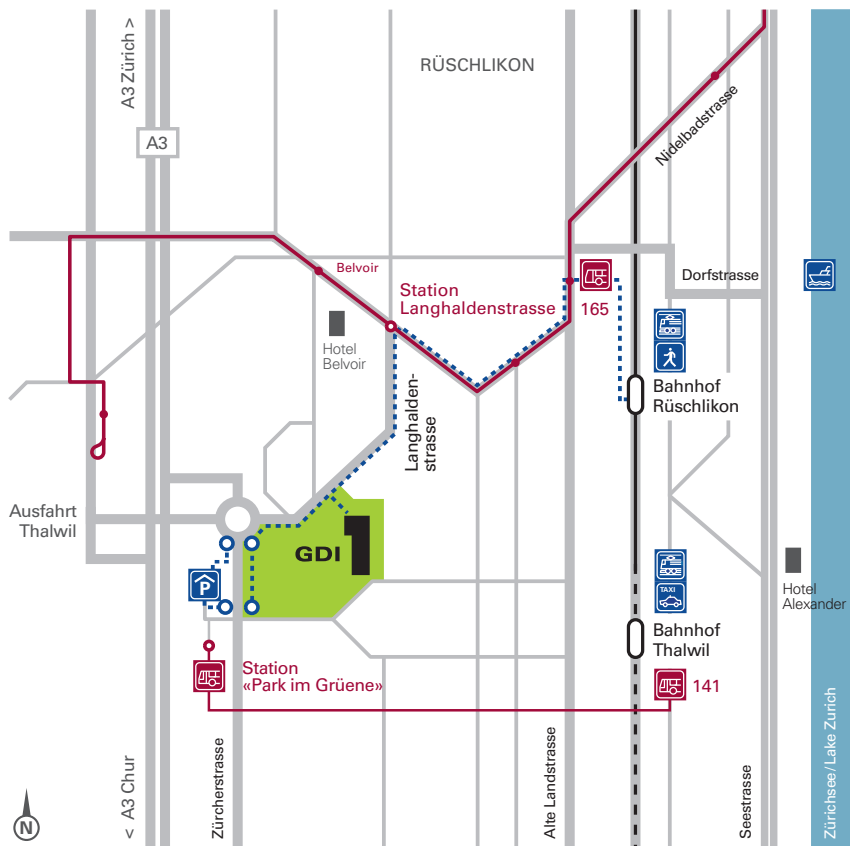 RÜSCHLIKON
A3 Zürich >
A3
Nidelbadstrasse
Belvoir
Station
Langhaldenstrasse
165
Dorfstrasse
Hotel
Belvoir
Bahnhof
Rüschlikon
Langhalden-
strasse
Ausfahrt
Thalwil
GDI
P
TAXI
Hotel
Alexander
Bahnhof
Thalwil
Station
«Park im Grüene»
141
< A3 Chur
Zürcherstrasse
Alte Landstrasse
Seestrasse
Zürichsee/Lake Zurich
N